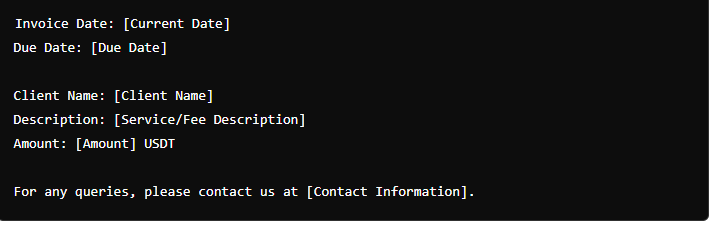 Invoice Date: [Current Date]
Due Date: [Due Date]
Client Name: [Client Name]
Description: [Service/Fee Description]
Amount: [Amount] USDT
For any queries, please contact us at [Contact Information].